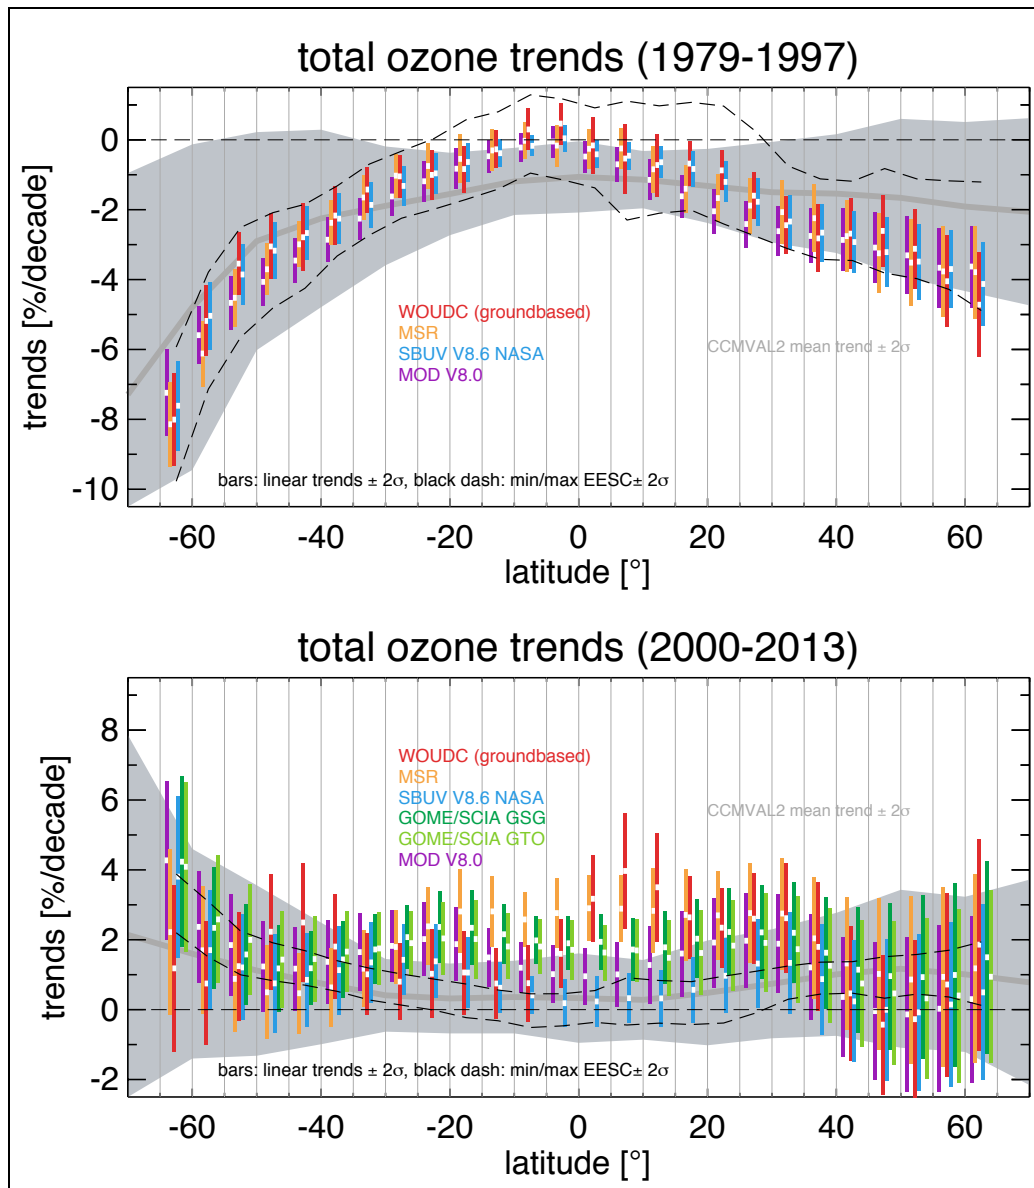 total ozone trends (1979-1997)
trends [%/decade]
0
-2
-4
-6
-8
-10
WOUDC (groundbased)
MSR
SBUV V8.6 NASA
MOD V8.0
CCMVAL2 mean trend ± 2σ
bars: linear trends ± 2σ, black dash: min/max EESC± 2σ
-60 -40 -20 0 20 40 60
latitude [°]
total ozone trends (2000-2013)
trends [%/decade]
8
6
4
2
0
-2
WOUDC (groundbased)
MSR
SBUV V8.6 NASA
GOME/SCIA GSG
GOME/SCIA GTO
MOD V8.0
CCMVAL2 mean trend ± 2σ
bars: linear trends ± 2σ, black dash: min/max EESC± 2σ
-60 -40 -20 0 20 40 60
latitude [°]